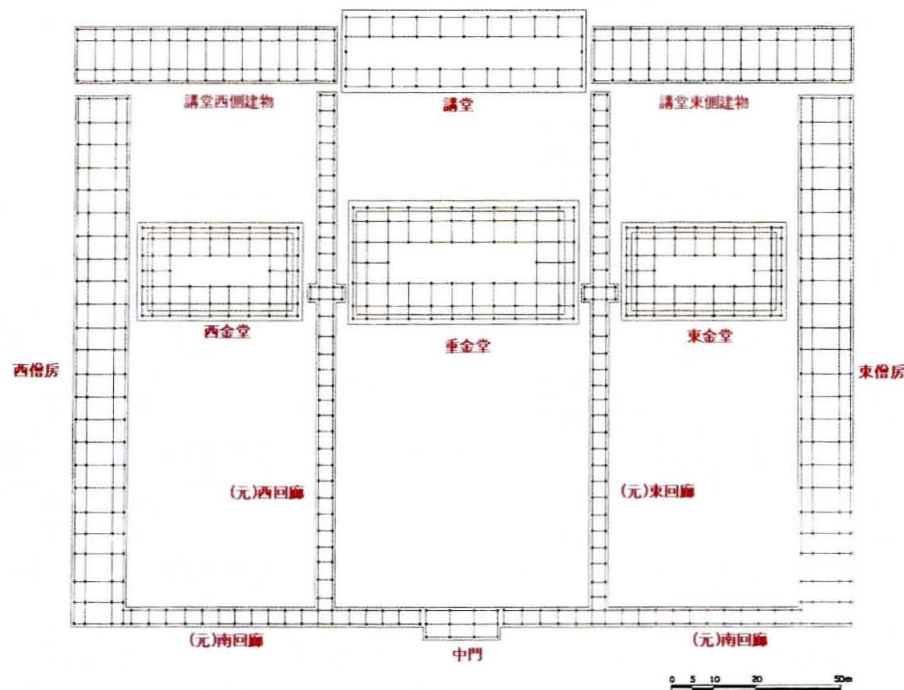 講堂西側建物
講堂
講堂東側建物
西金堂
重金堂
東金堂
西僧房
東僧房
(元)西回廊
(元)東回廊
(元)南回廊
中門
(元)南回廊
0 5 10 20 50m